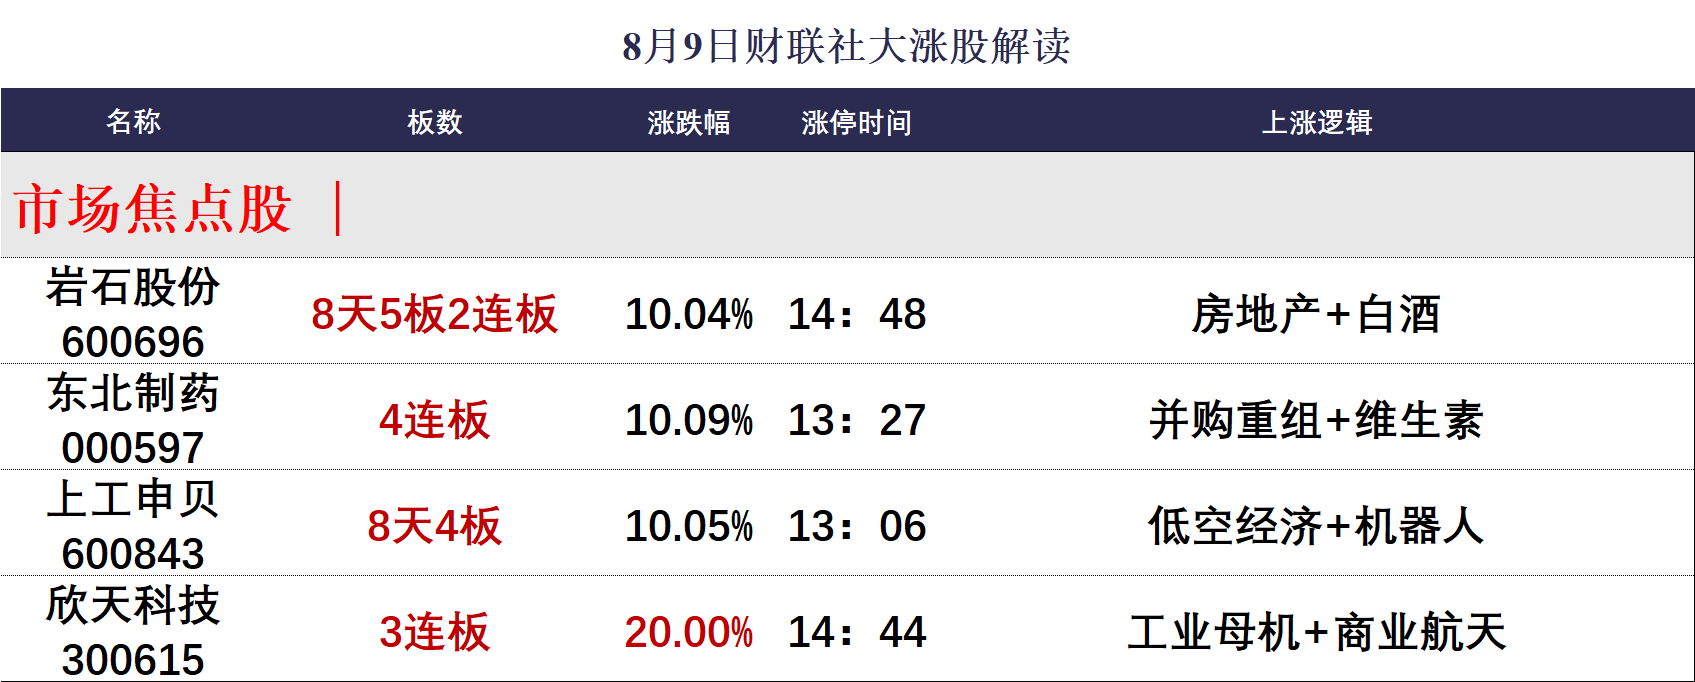 8月9日财联社大涨股解读
名称 板数 涨跌幅 涨停时间 上涨逻辑
市场焦点股 |
岩石股份
600696 8天5板2连板 10.04% 14：48 房地产+白酒
东北制药
000597 4连板 10.09% 13：27 并购重组+维生素
上工申贝
600843 8天4板 10.05% 13：06 低空经济+机器人
欣天科技
300615 3连板 20.00% 14：44 工业母机+商业航天